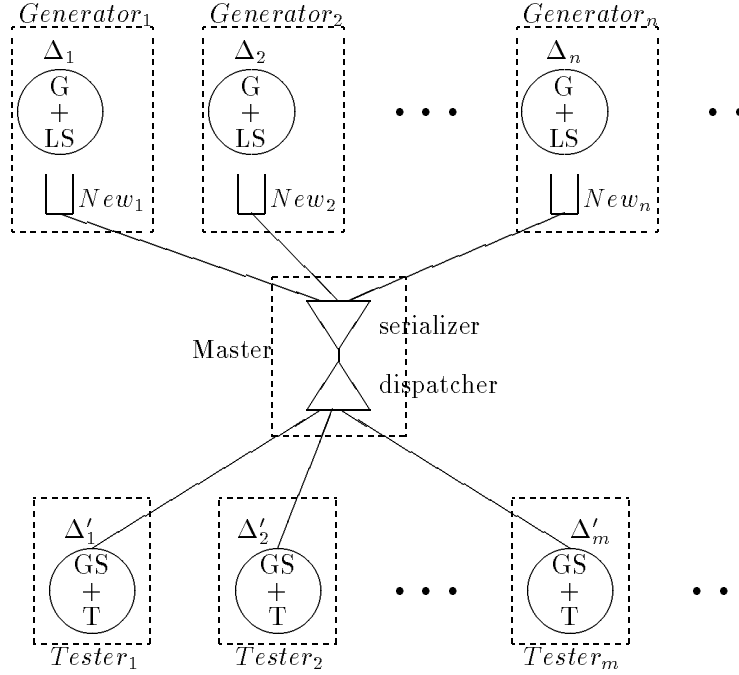 Generator₁ Generator₂ Generatorₙ
Δ₁ Δ₂ Δₙ
G G G
+ + +
LS LS LS
New₁ New₂ Newₙ
serializer
Master
dispatcher
Δ′₁ Δ′₂ Δ′ₘ
GS GS GS
+ + +
T T T
Tester₁ Tester₂ Testerₘ